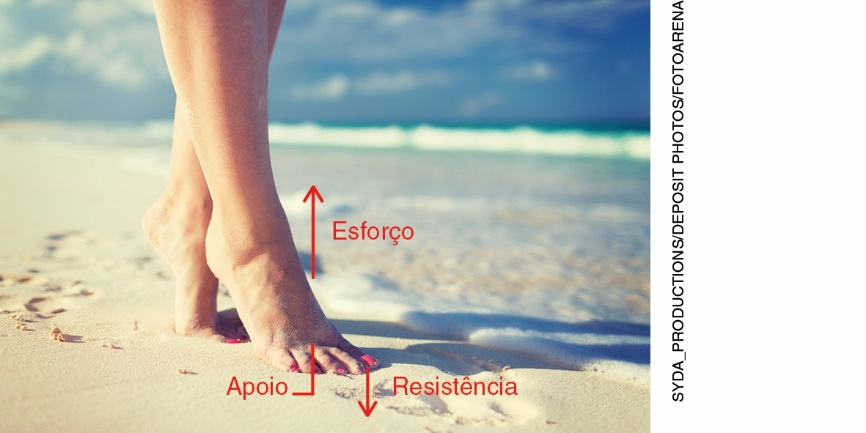 Esforço
Apoio
Resistência
SYDA_PRODUCTIONS/DEPOSIT PHOTOS/FOTOARENA